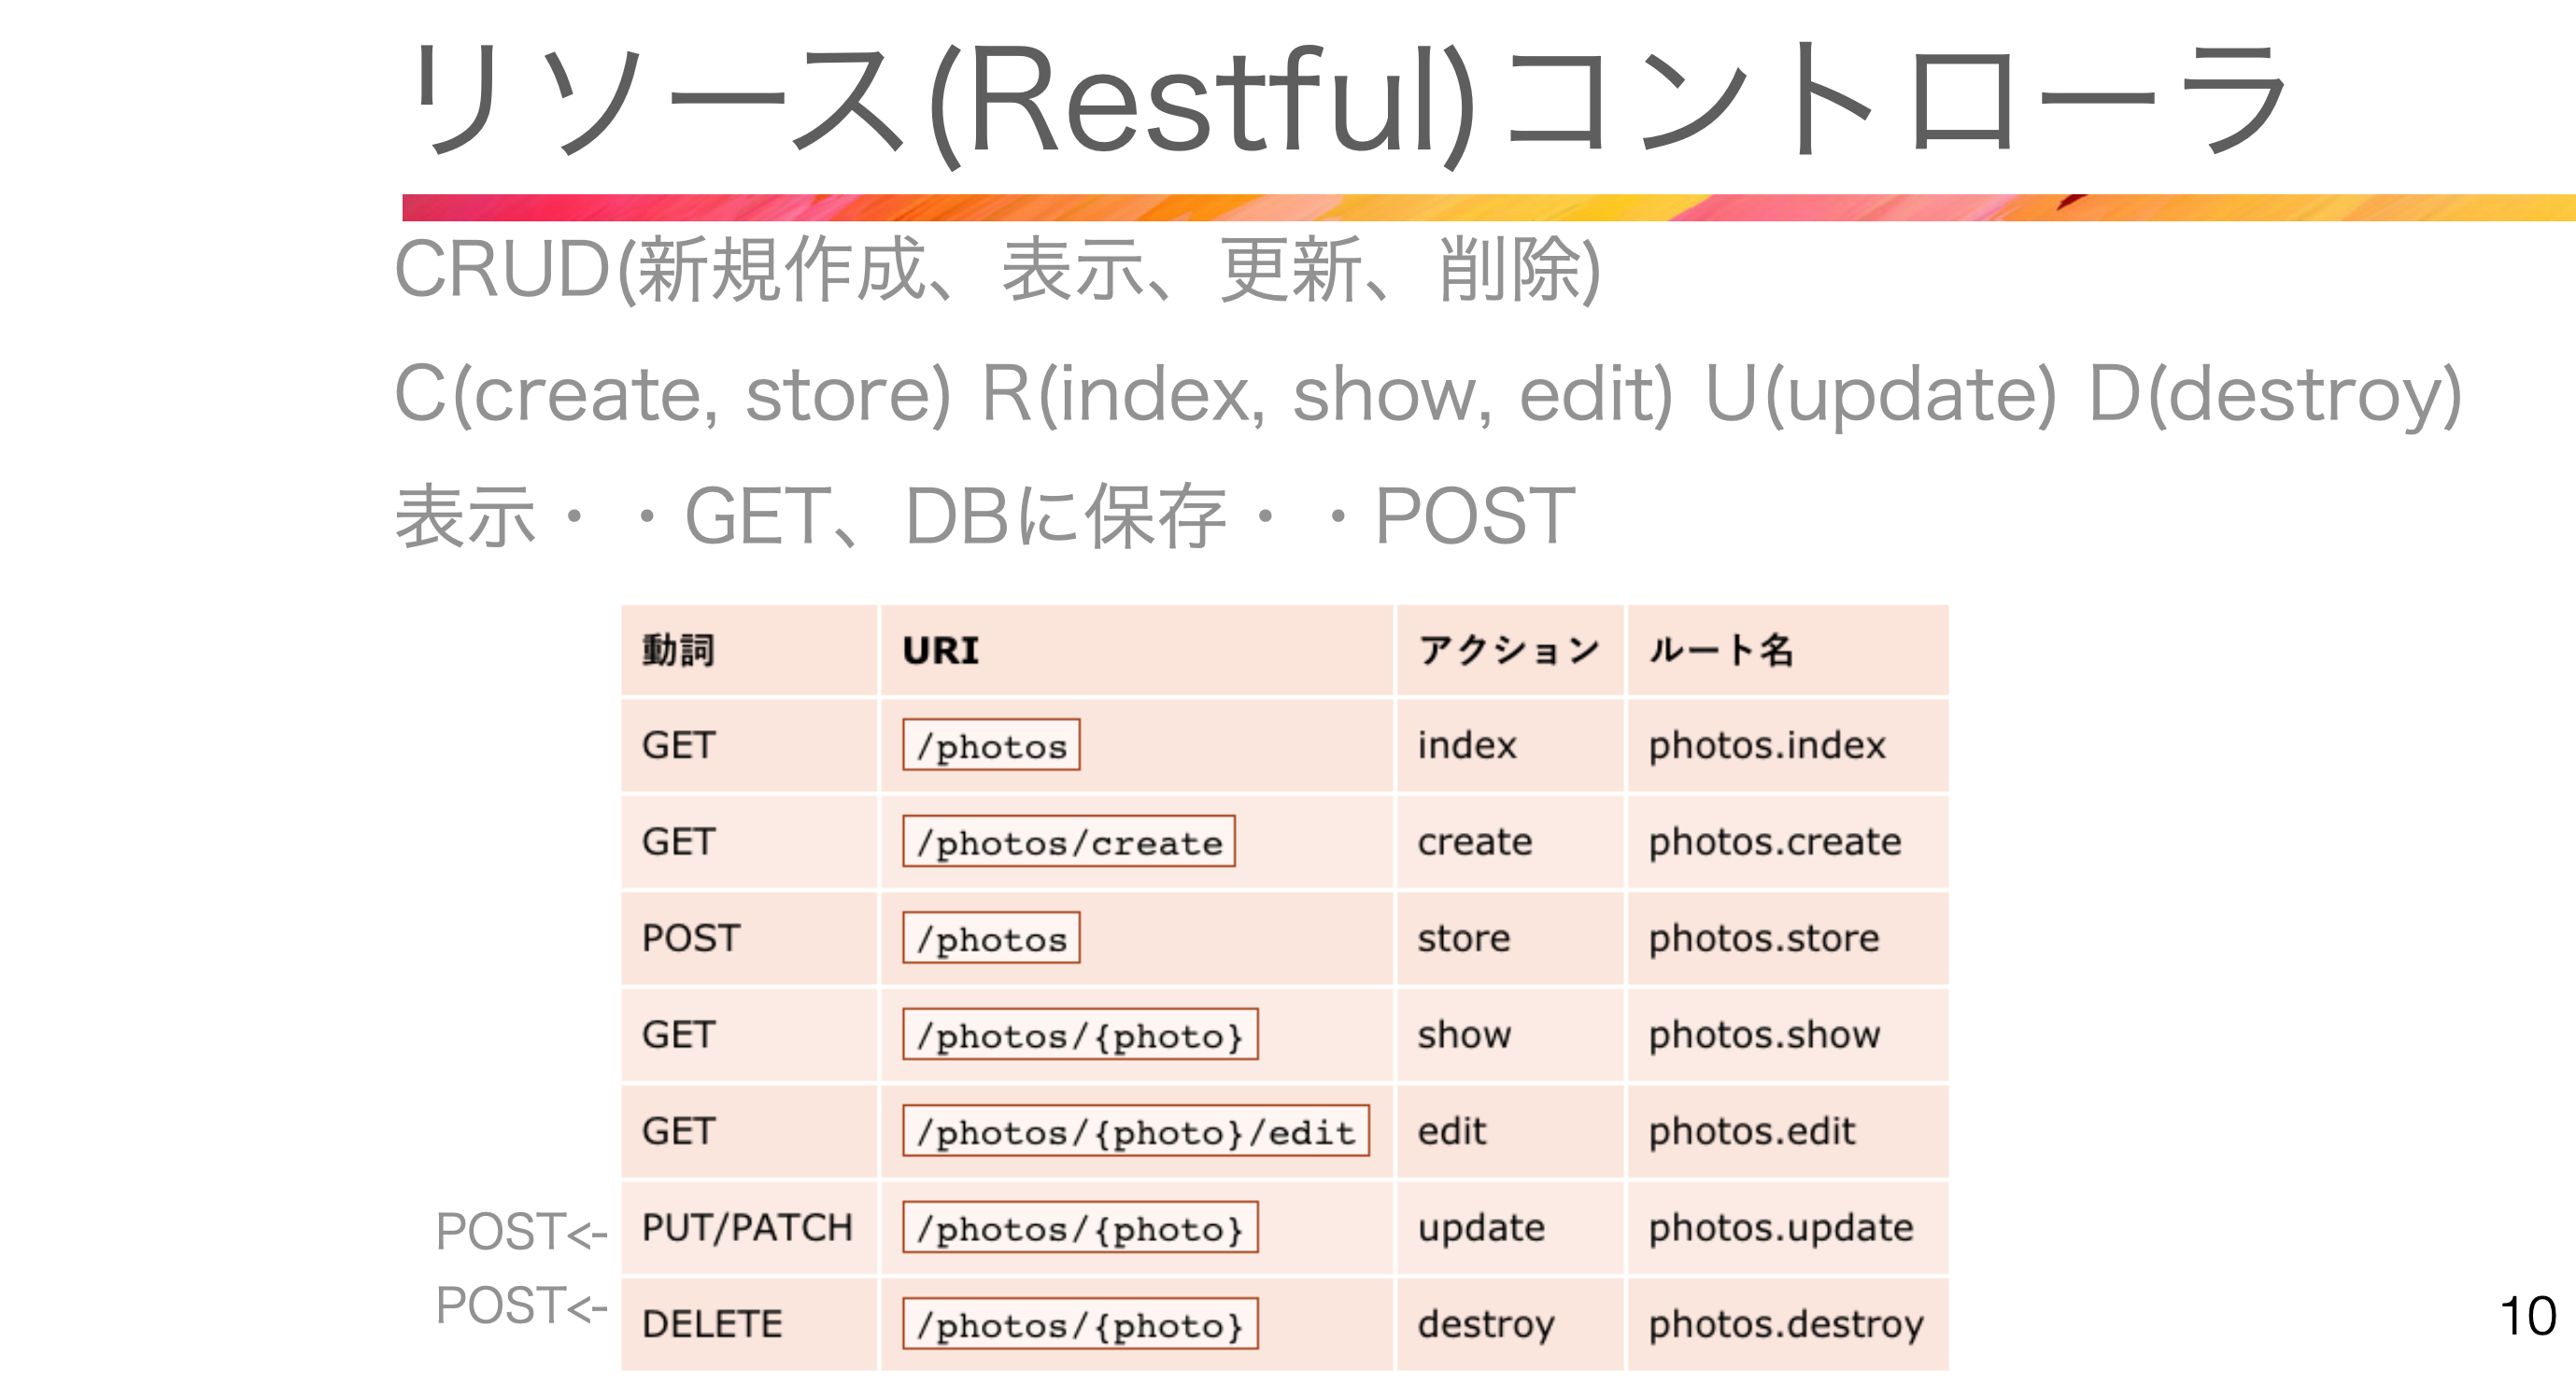 リソース(Restful)コントローラ
CRUD(新規作成、表示、更新、削除)
C(create, store) R(index, show, edit) U(update) D(destroy)
表示・・GET、DBに保存・・POST
動詞 URI アクション ルート名
GET /photos index photos.index
GET /photos/create create photos.create
POST /photos store photos.store
GET /photos/{photo} show photos.show
GET /photos/{photo}/edit edit photos.edit
POST<- PUT/PATCH /photos/{photo} update photos.update
POST<- DELETE /photos/{photo} destroy photos.destroy
10